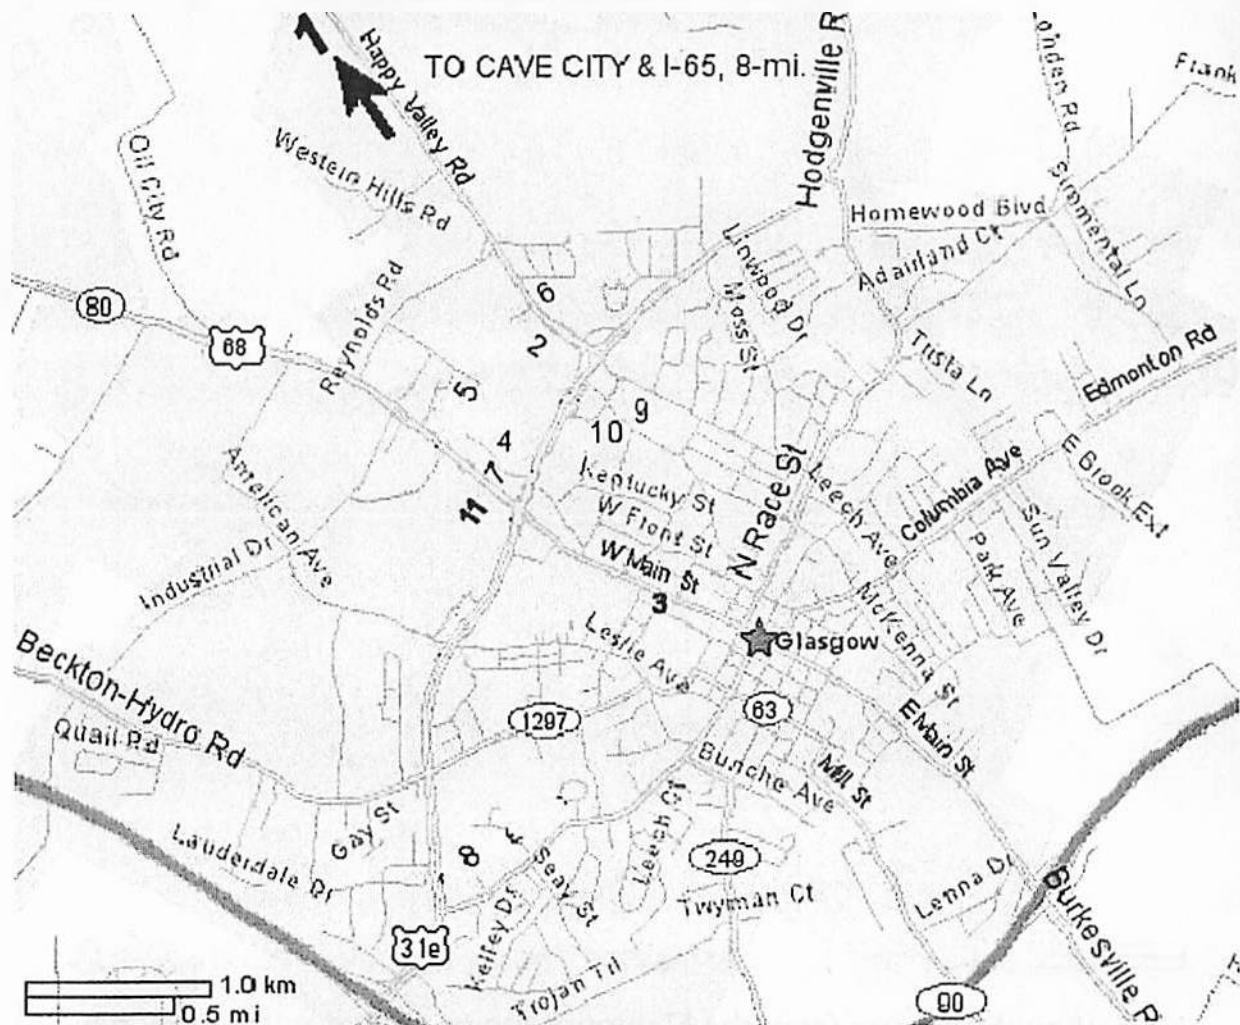 TO CAVE CITY & I-65, 8-mi.
Happy Valley Rd
Hodgenville R
Frank
Oil City Rd
Western Hills Rd
Homewood Blvd
Simmental Ln
Linwood Dr
Adairland Ct
Moss St
Reynolds Rd
80
68
6
2
Trista Ln
Edmonton Rd
5
9
10
4
7
11
Kentucky St
W Front St
W Main St
3
N Race St
Leech Ave
Columbia Ave
E Brook Ext
Sun Valley Dr
Park Ave
McKenna St
American Ave
Industrial Dr
Leslie Ave
Glasgow
Beckton-Hydro Rd
Quail Rd
1297
63
E Main St
Mill St
Bunche Ave
Gay St
Lauderdale Dr
8
Seay St
Leech Ct
249
Twyman Ct
Lenna Dr
Burkesville R
31e
Kelley Dr
Trojan Trl
90
1.0 km
0.5 mi